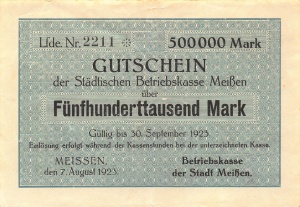 Lfde. Nr. 2211 500000 Mark
GUTSCHEIN
der Städtischen Betriebskasse Meißen
über
Fünfhunderttausend Mark
Gültig bis 30. September 1923.
Einlösung erfolgt während der Kassenstunden bei der unterzeichneten Kasse.
MEISSEN, Betriebskasse
den 7. August 1923. der Stadt Meißen.